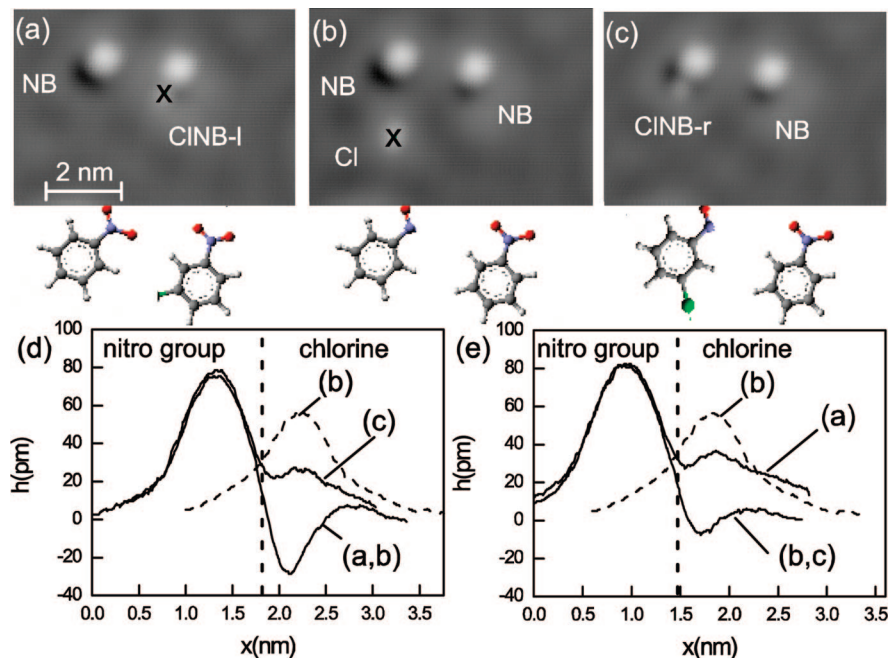 (a)
NB
ClNB-l
2 nm
(b)
NB
NB
Cl
(c)
ClNB-r
NB
X
X
(d)
nitro group
chlorine
(b)
(c)
(a,b)
h(pm)
100
80
60
40
20
0
-20
-40
0.0 0.5 1.0 1.5 2.0 2.5 3.0 3.5
x(nm)
(e)
nitro group
chlorine
(b)
(a)
(b,c)
h(pm)
100
80
60
40
20
0
-20
-40
0.0 0.5 1.0 1.5 2.0 2.5 3.0 3.5
x(nm)